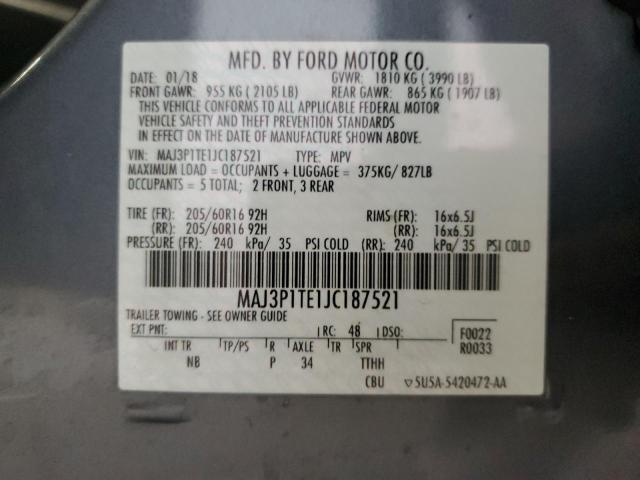 MFD. BY FORD MOTOR CO.
DATE: 01/18 GVWR: 1810 KG ( 3990 LB)
FRONT GAWR: 955 KG ( 2105 LB) REAR GAWR: 865 KG ( 1907 LB)
THIS VEHICLE CONFORMS TO ALL APPLICABLE FEDERAL MOTOR
VEHICLE SAFETY AND THEFT PREVENTION STANDARDS
IN EFFECT ON THE DATE OF MANUFACTURE SHOWN ABOVE.
VIN: MAJ3P1TE1JC187521 TYPE: MPV
MAXIMUM LOAD = OCCUPANTS + LUGGAGE = 375KG/ 827LB
OCCUPANTS = 5 TOTAL; 2 FRONT, 3 REAR
TIRE (FR): 205/60R16 92H RIMS (FR): 16x6.5J
(RR): 205/60R16 92H (RR): 16x6.5J
PRESSURE (FR): 240 kPa/ 35 PSI COLD (RR): 240 kPa/ 35 PSI COLD
MAJ3P1TE1JC187521
TRAILER TOWING - SEE OWNER GUIDE
EXT PNT: RC: 48 DSO: F0022
R0033
INT TR TP/PS R AXLE TR SPR
NB P 34 TTHH
CBU ▽5U5A-5420472-AA